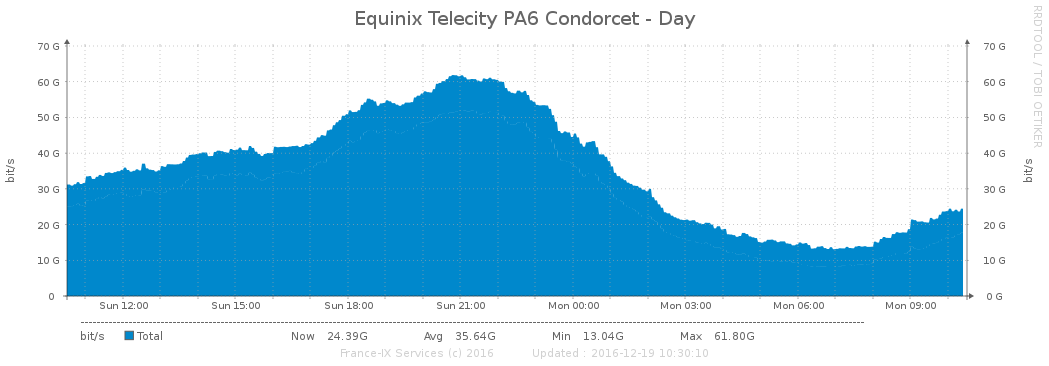 Equinix Telecity PA6 Condorcet - Day
RRDTOOL / TOBI OETIKER
70 G 70 G
60 G 60 G
50 G 50 G
40 G 40 G
30 G 30 G
20 G 20 G
10 G 10 G
0 0 G
bit/s
bit/s
Sun 12:00 Sun 15:00 Sun 18:00 Sun 21:00 Mon 00:00 Mon 03:00 Mon 06:00 Mon 09:00
bit/s Total Now 24.39G Avg 35.64G Min 13.04G Max 61.80G
France-IX Services (c) 2016 Updated : 2016-12-19 10:30:10